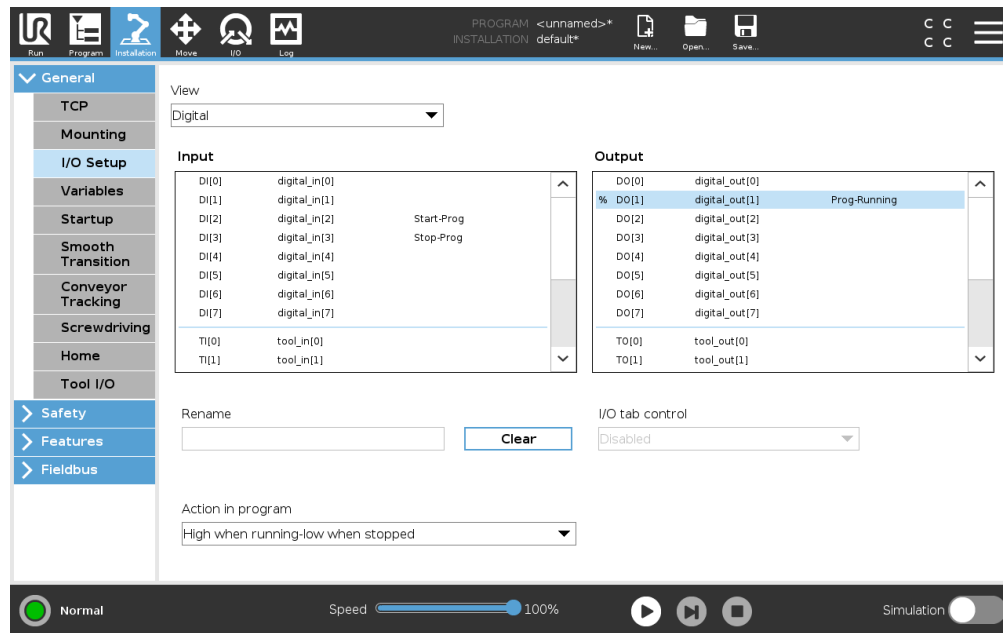 PROGRAM <unnamed>*
INSTALLATION default*
UR
Run Program Installation Move I/O Log New... Open... Save... C C
C C
General
TCP
Mounting
I/O Setup
Variables
Startup
Smooth
Transition
Conveyor
Tracking
Screwdriving
Home
Tool I/O
Safety
Features
Fieldbus
View
Digital
Input
DI[0] digital_in[0]
DI[1] digital_in[1]
DI[2] digital_in[2] Start-Prog
DI[3] digital_in[3] Stop-Prog
DI[4] digital_in[4]
DI[5] digital_in[5]
DI[6] digital_in[6]
DI[7] digital_in[7]
TI[0] tool_in[0]
TI[1] tool_in[1]
Output
DO[0] digital_out[0]
% DO[1] digital_out[1] Prog-Running
DO[2] digital_out[2]
DO[3] digital_out[3]
DO[4] digital_out[4]
DO[5] digital_out[5]
DO[6] digital_out[6]
DO[7] digital_out[7]
TO[0] tool_out[0]
TO[1] tool_out[1]
Rename
Clear
I/O tab control
Disabled
Action in program
High when running-low when stopped
Normal
Speed 100%
Simulation